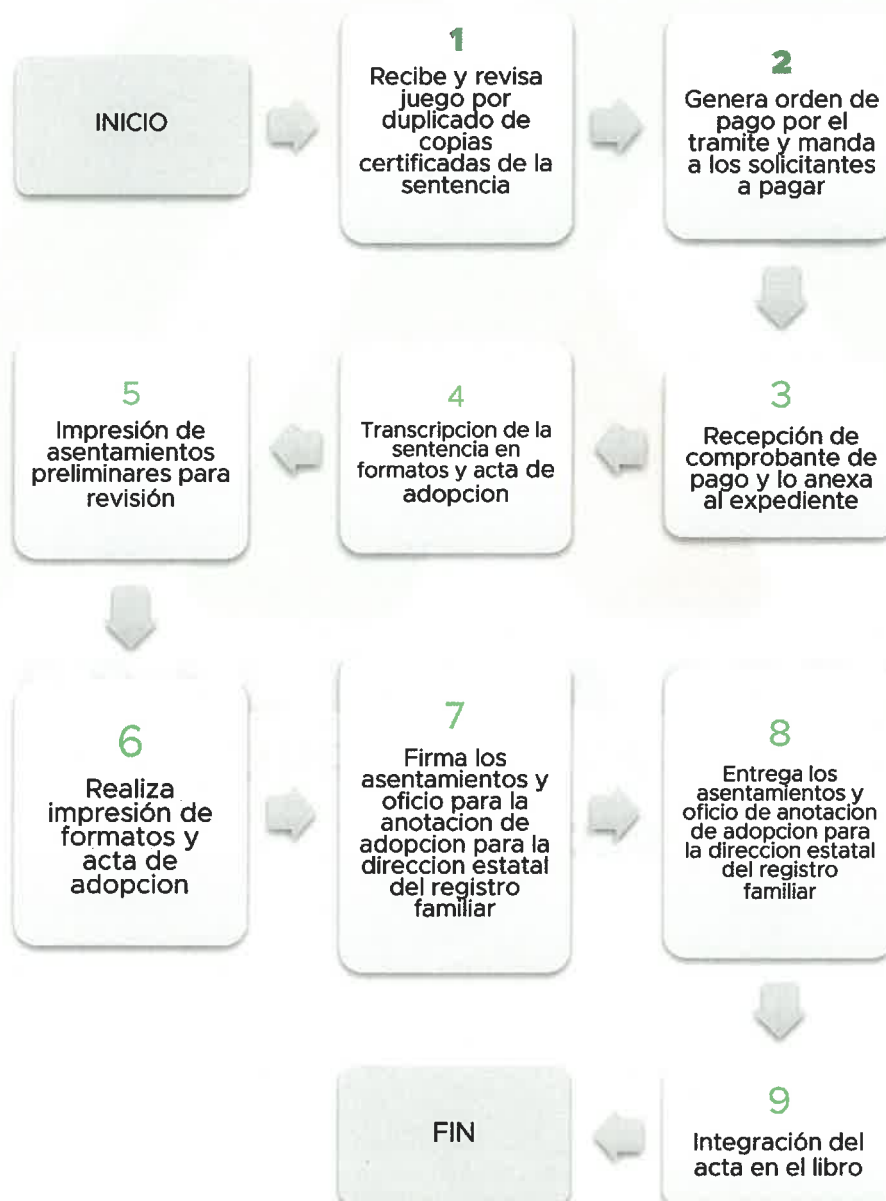 INICIO
1
Recibe y revisa
juego por
duplicado de
copias
certificadas de la
sentencia
2
Genera orden de
pago por el
tramite y manda
a los solicitantes
a pagar
3
Recepción de
comprobante de
pago y lo anexa
al expediente
4
Transcripcion de la
sentencia en
formatos y acta de
adopcion
5
Impresión de
asentamientos
preliminares para
revisión
6
Realiza
impresión de
formatos y
acta de
adopcion
7
Firma los
asentamientos y
oficio para la
anotacion de
adopcion para la
direccion estatal
del registro
familiar
8
Entrega los
asentamientos y
oficio de anotacion
de adopcion para
la direccion estatal
del registro
familiar
9
Integración del
acta en el libro
FIN